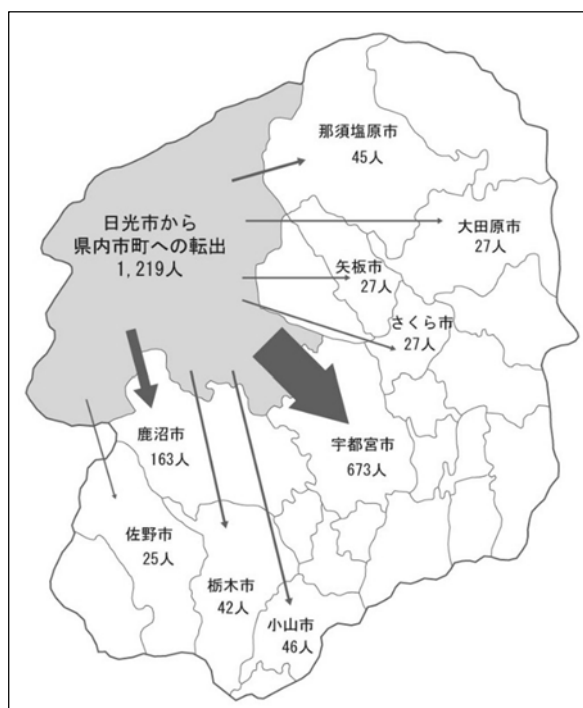 那須塩原市
45人
日光市から
県内市町への転出
1,219人
大田原市
27人
矢板市
27人
さくら市
27人
鹿沼市
163人
宇都宮市
673人
佐野市
25人
栃木市
42人
小山市
46人